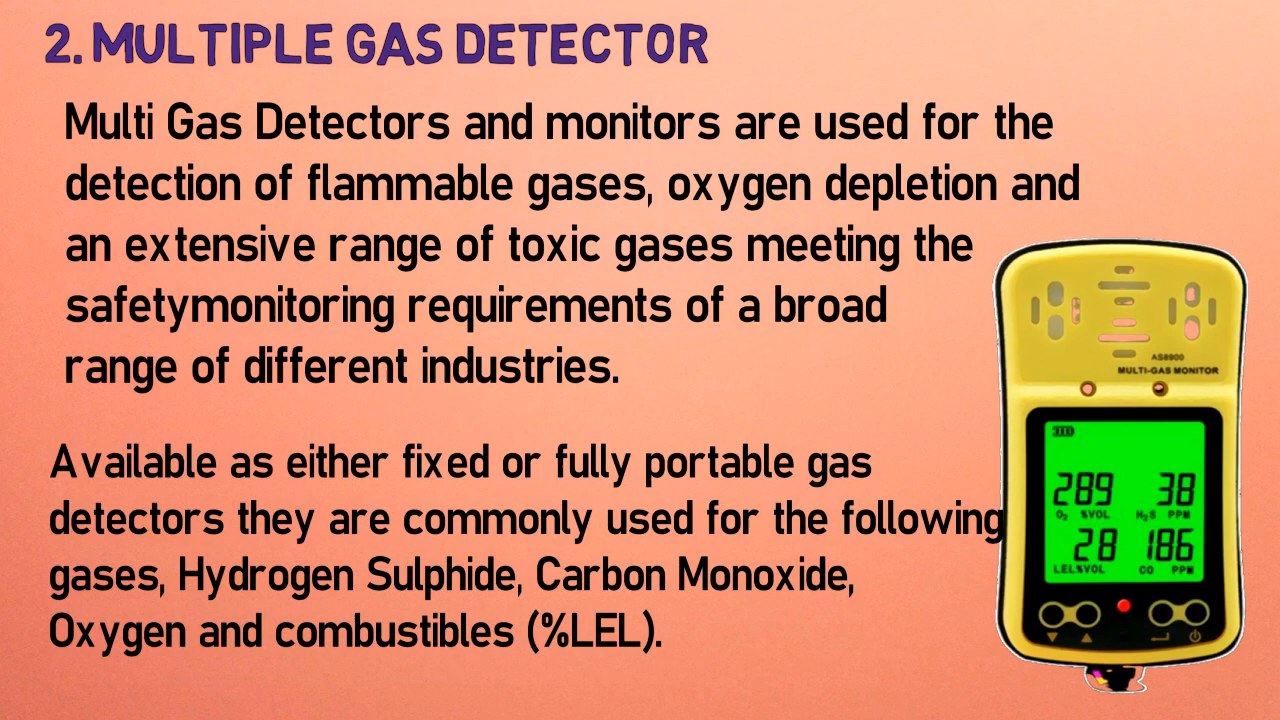 2. MULTIPLE GAS DETECTOR
Multi Gas Detectors and monitors are used for the
detection of flammable gases, oxygen depletion and
an extensive range of toxic gases meeting the
safetymonitoring requirements of a broad
range of different industries.
Available as either fixed or fully portable gas
detectors they are commonly used for the following
gases, Hydrogen Sulphide, Carbon Monoxide,
Oxygen and combustibles (%LEL).
AS8900
MULTI-GAS MONITOR
289 38
O₂ %VOL H₂S PPM
28 186
LEL%VOL CO PPM